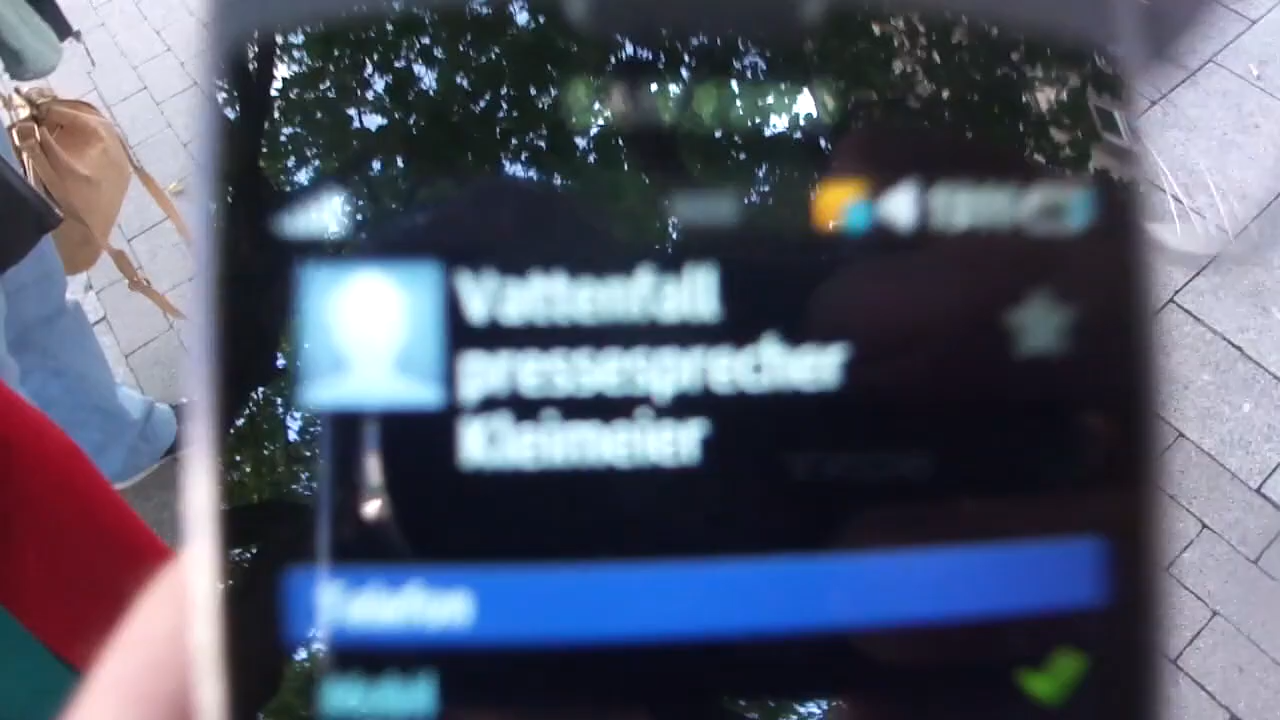 Vattenfall
pressesprecher
Kleimeier
Telefon
Mobil